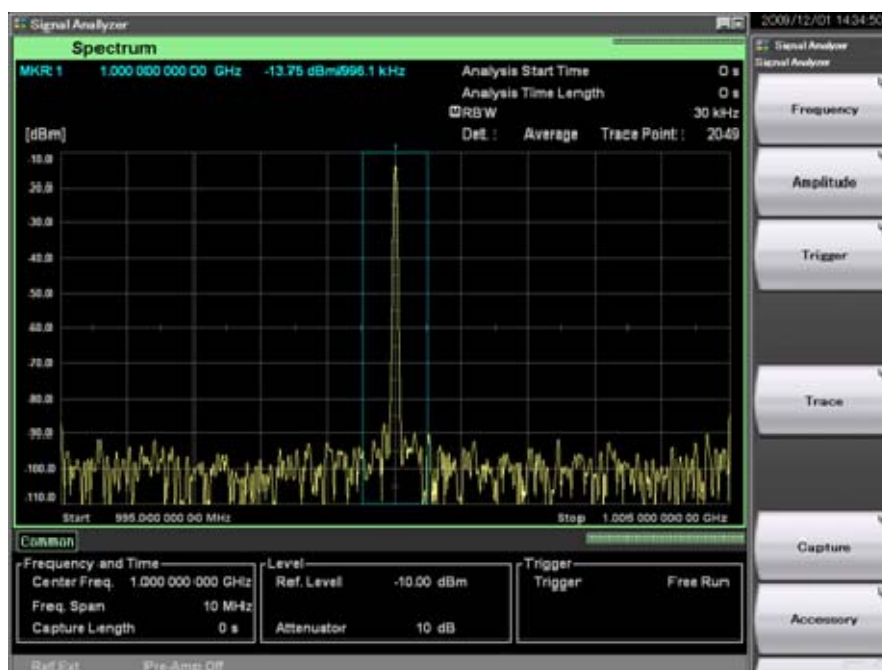 Signal Analyzer
2009/12/01 14:34:50
Spectrum
Signal Analyzer
Signal Analyzer
MKR: 1 1.000 000 000 00 GHz -13.75 dBm/996.1 kHz
Analysis Start Time 0 s
Analysis Time Length 0 s
RBW 30 kHz
[dBm] Det. : Average Trace Point : 2049
-10.0
-20.0
-30.0
-40.0
-50.0
-60.0
-70.0
-80.0
-90.0
-100.0
-110.0
Start 995.000 000 00 MHz Stop 1.005 000 000 00 GHz
Common
Frequency and Time
Center Freq. 1.000 000 000 GHz
Freq. Span 10 MHz
Capture Length 0 s
Level
Ref. Level -10.00 dBm
Attenuator 10 dB
Trigger
Trigger Free Run
Ref.Ext Pre-Amp Off
Frequency
Amplitude
Trigger
Trace
Capture
Accessory